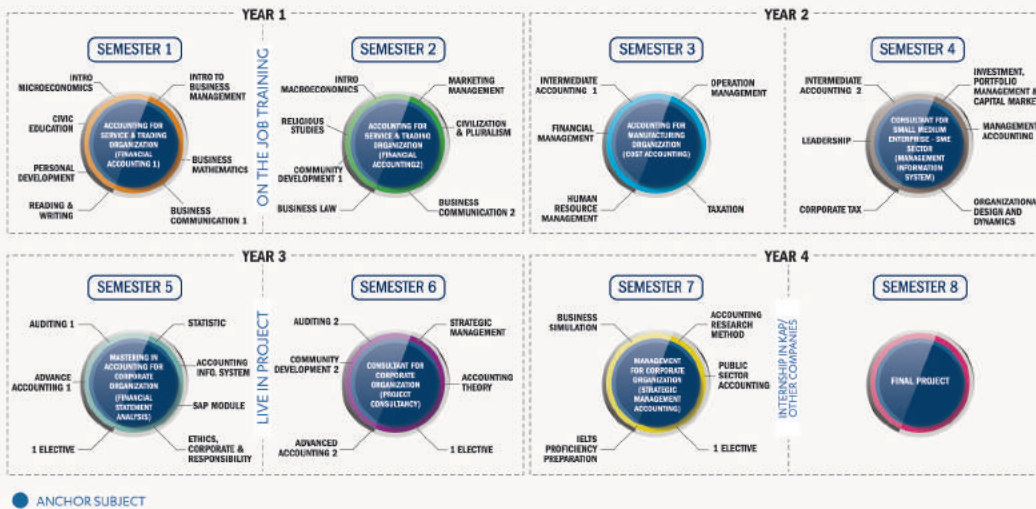 YEAR 1
SEMESTER 1
INTRO
MICROECONOMICS
INTRO TO
BUSINESS
MANAGEMENT
CIVIC
EDUCATION
ACCOUNTING FOR
SERVICE & TRADING
ORGANIZATION
(FINANCIAL
ACCOUNTING 1)
BUSINESS
MATHEMATICS
PERSONAL
DEVELOPMENT
READING &
WRITING
BUSINESS
COMMUNICATION 1
ON THE JOB TRAINING
SEMESTER 2
INTRO
MACROECONOMICS
MARKETING
MANAGEMENT
RELIGIOUS
STUDIES
ACCOUNTING FOR
SERVICE & TRADING
ORGANIZATION
(FINANCIAL
ACCOUNTING2)
CIVILIZATION
& PLURALISM
COMMUNITY
DEVELOPMENT 1
BUSINESS LAW
BUSINESS
COMMUNICATION 2
YEAR 2
SEMESTER 3
INTERMEDIATE
ACCOUNTING 1
OPERATION
MANAGEMENT
FINANCIAL
MANAGEMENT
ACCOUNTING FOR
MANUFACTURING
ORGANIZATION
(COST ACCOUNTING)
HUMAN
RESOURCE
MANAGEMENT
TAXATION
SEMESTER 4
INTERMEDIATE
ACCOUNTING 2
INVESTMENT,
PORTFOLIO
MANAGEMENT &
CAPITAL MARKE
LEADERSHIP
CONSULTANT FOR
SMALL MEDIUM
ENTERPRISE - SME
SECTOR
(MANAGEMENT
INFORMATION
SYSTEM)
MANAGEMENT
ACCOUNTING
CORPORATE TAX
ORGANIZATIONA
DESIGN AND
DYNAMICS
YEAR 3
SEMESTER 5
AUDITING 1
STATISTIC
ADVANCE
ACCOUNTING 1
MASTERING IN
ACCOUNTING FOR
CORPORATE
ORGANIZATION
(FINANCIAL
STATEMENT
ANALYSIS)
ACCOUNTING
INFO. SYSTEM
SAP MODULE
1 ELECTIVE
ETHICS,
CORPORATE &
RESPONSIBILITY
LIVE IN PROJECT
SEMESTER 6
AUDITING 2
STRATEGIC
MANAGEMENT
COMMUNITY
DEVELOPMENT 2
CONSULTANT FOR
CORPORATE
ORGANIZATION
(PROJECT
CONSULTANCY)
ACCOUNTING
THEORY
ADVANCED
ACCOUNTING 2
1 ELECTIVE
YEAR 4
SEMESTER 7
BUSINESS
SIMULATION
ACCOUNTING
RESEARCH
METHOD
MANAGEMENT
FOR CORPORATE
ORGANIZATION
(STRATEGIC
MANAGEMENT
ACCOUNTING)
PUBLIC
SECTOR
ACCOUNTING
IELTS
PROFICIENCY
PREPARATION
1 ELECTIVE
INTERNSHIP IN KAP/
OTHER COMPANIES
SEMESTER 8
FINAL PROJECT
ANCHOR SUBJECT